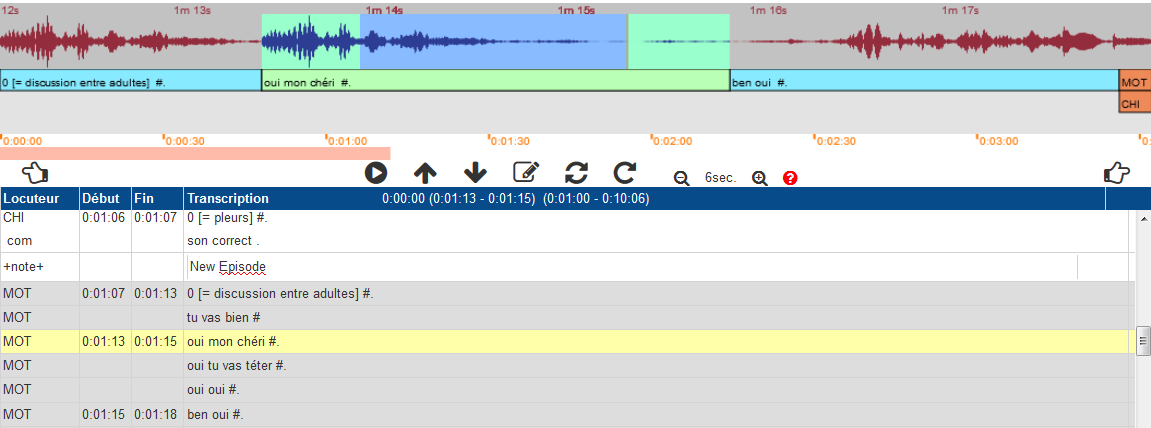 12s 1m 13s 1m 14s 1m 15s 1m 16s 1m 17s
0 [= discussion entre adultes] #. oui mon chéri #. ben oui #. MOT
CHI
0:00:00 0:00:30 0:01:00 0:01:30 0:02:00 0:02:30 0:03:00 0:
6sec. ?
Locuteur Début Fin Transcription 0:00:00 (0:01:13 - 0:01:15) (0:01:00 - 0:10:06)
CHI 0:01:06 0:01:07 0 [= pleurs] #.
com son correct .
+note+ New Episode
MOT 0:01:07 0:01:13 0 [= discussion entre adultes] #.
MOT tu vas bien #
MOT 0:01:13 0:01:15 oui mon chéri #.
MOT oui tu vas téter #.
MOT oui oui #.
MOT 0:01:15 0:01:18 ben oui #.